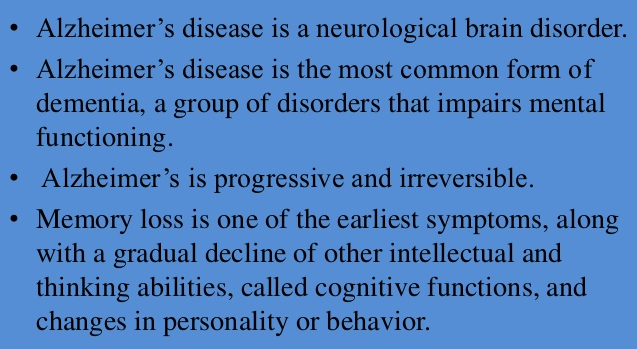 • Alzheimer’s disease is a neurological brain disorder.
• Alzheimer’s disease is the most common form of
dementia, a group of disorders that impairs mental
functioning.
• Alzheimer’s is progressive and irreversible.
• Memory loss is one of the earliest symptoms, along
with a gradual decline of other intellectual and
thinking abilities, called cognitive functions, and
changes in personality or behavior.